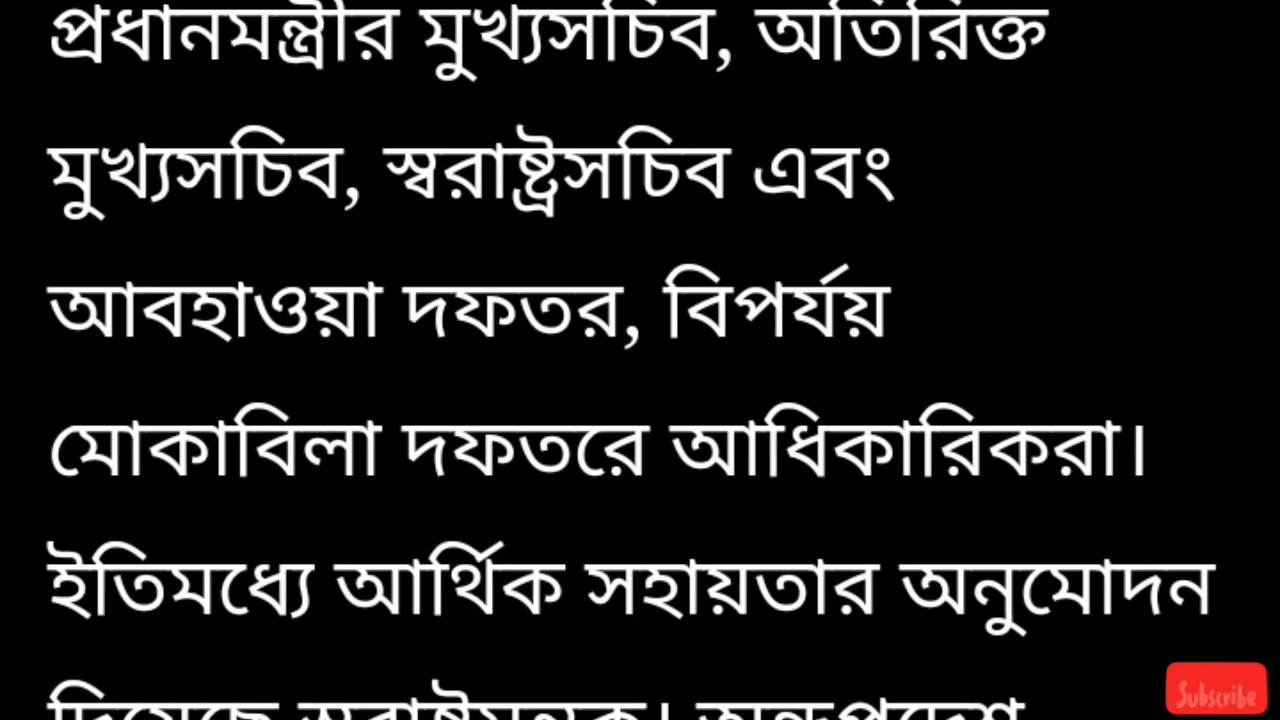 প্রধানমন্ত্রীর মুখ্যসচিব, অতিরিক্ত
মুখ্যসচিব, স্বরাষ্ট্রসচিব এবং
আবহাওয়া দফতর, বিপর্যয়
মোকাবিলা দফতরে আধিকারিকরা।
ইতিমধ্যে আর্থিক সহায়তার অনুমোদন
Subscribe